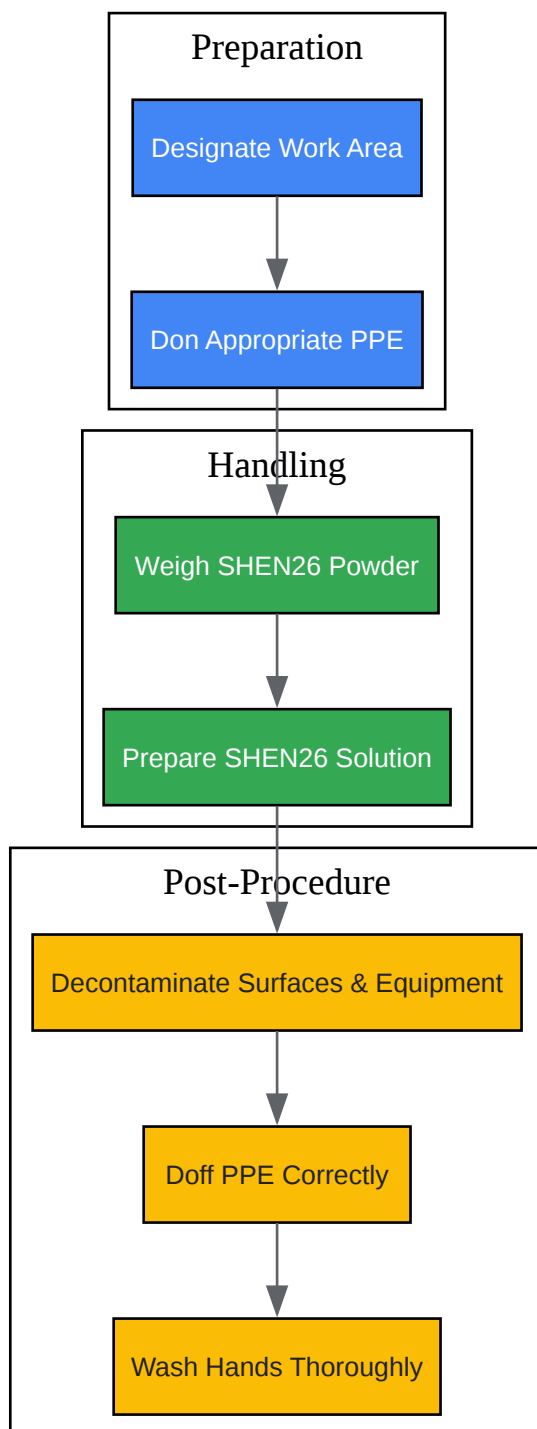 Preparation
Designate Work Area
Don Appropriate PPE
Handling
Weigh SHEN26 Powder
Prepare SHEN26 Solution
Post-Procedure
Decontaminate Surfaces & Equipment
Doff PPE Correctly
Wash Hands Thoroughly